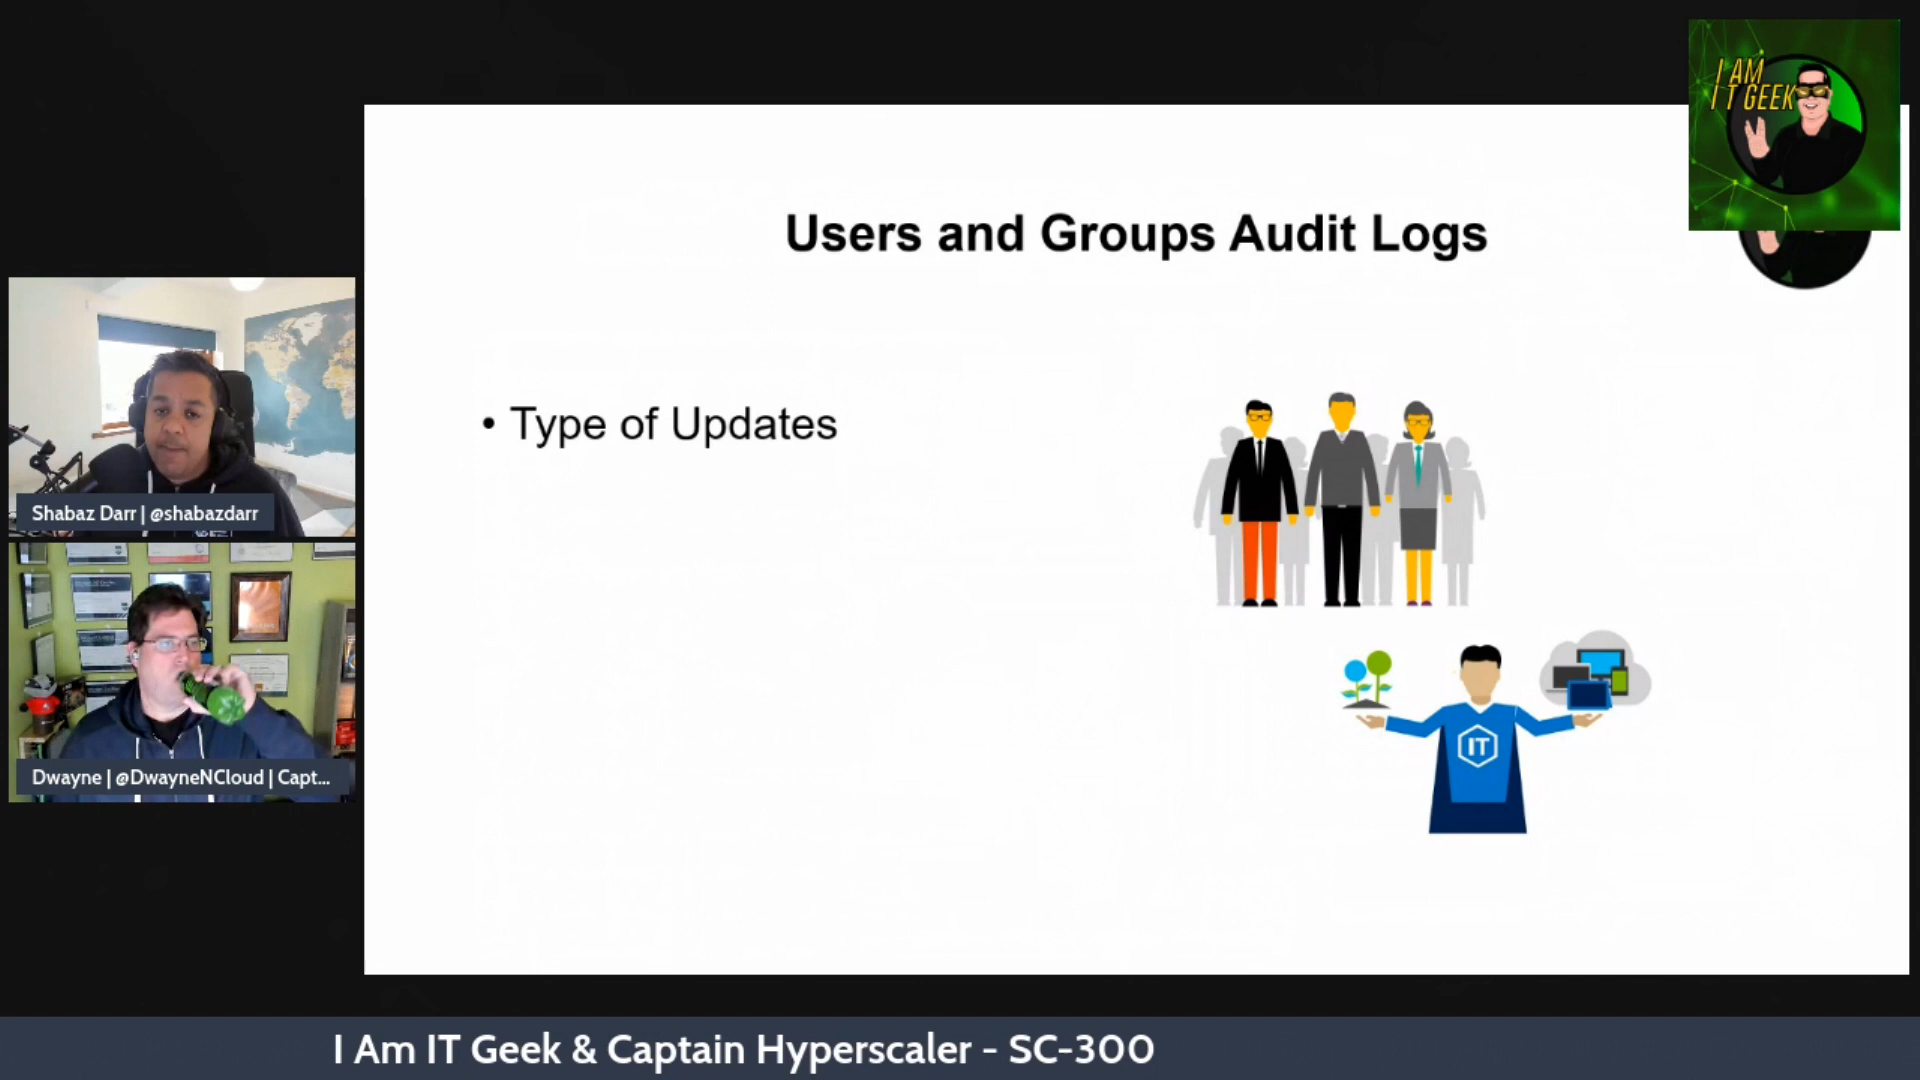 I AM
IT GEEK
Users and Groups Audit Logs
• Type of Updates
IT
Shabaz Darr | @shabazdarr
Dwayne | @DwayneNCloud | Capt...
I Am IT Geek & Captain Hyperscaler - SC-300